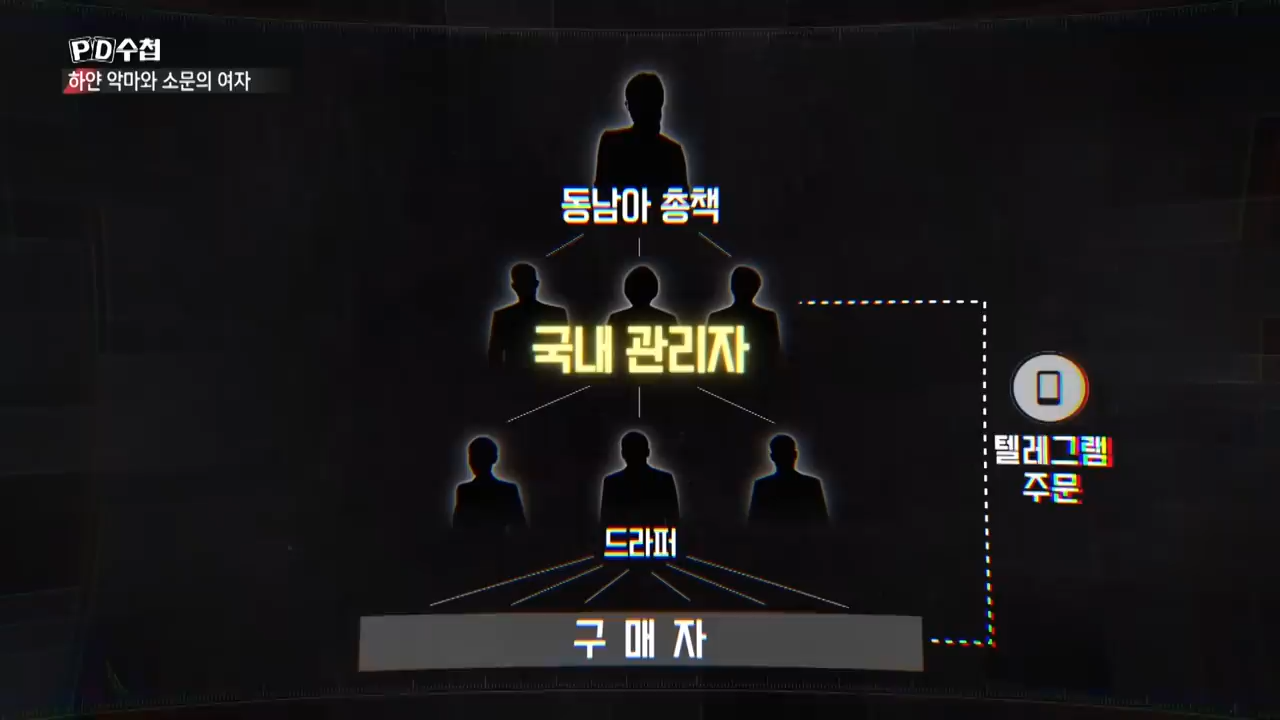 PD수첩
하얀 악마와 소문의 여자
동남아 총책
국내 관리자
텔레그램
주문
드라퍼
구매자